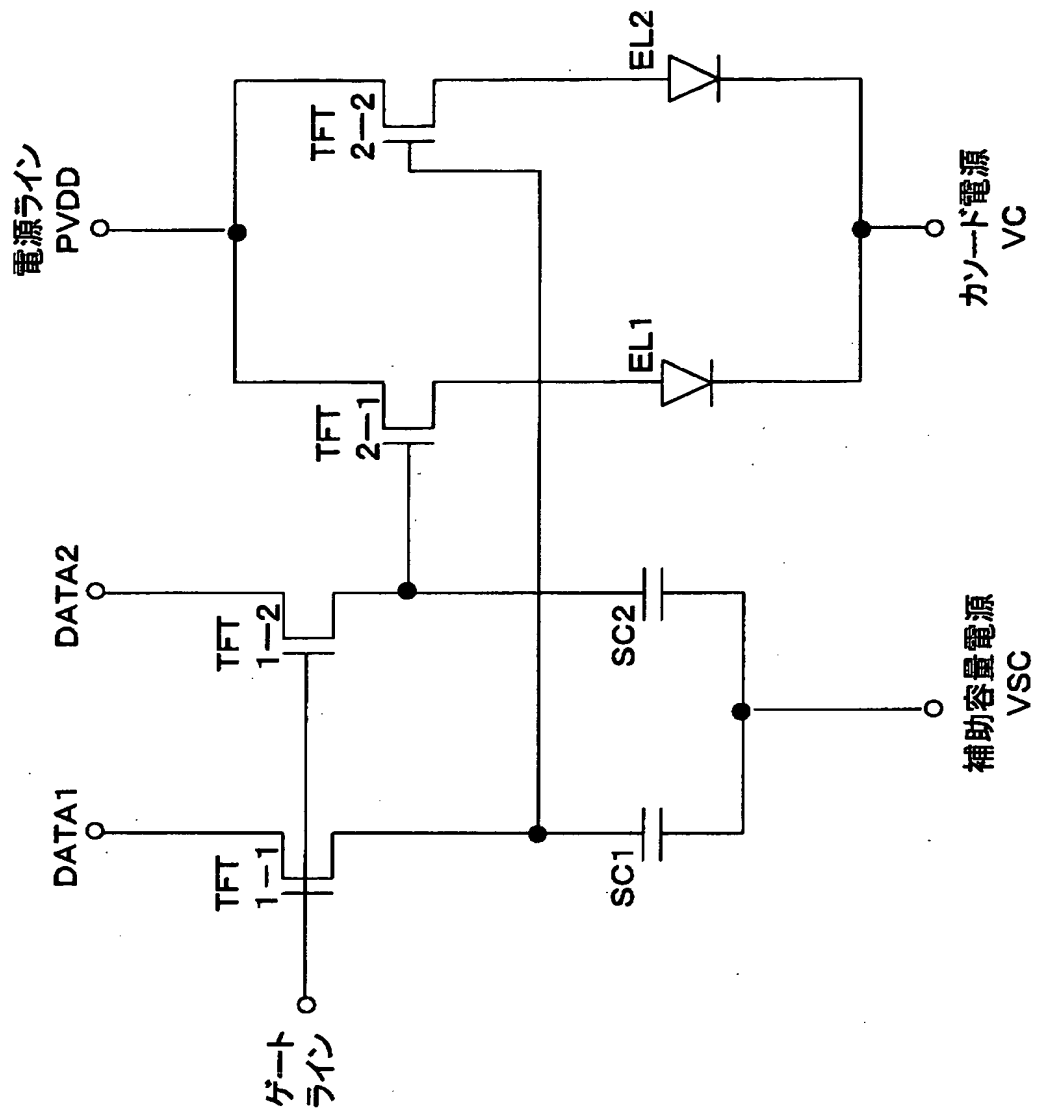 電源ライン
PVDD
DATA2
DATA1
TFT
2—2
TFT
2—1
TFT
1—2
TFT
1—1
ゲート
ライン
EL2
EL1
SC2
SC1
カソード電源
VC
補助容量電源
VSC